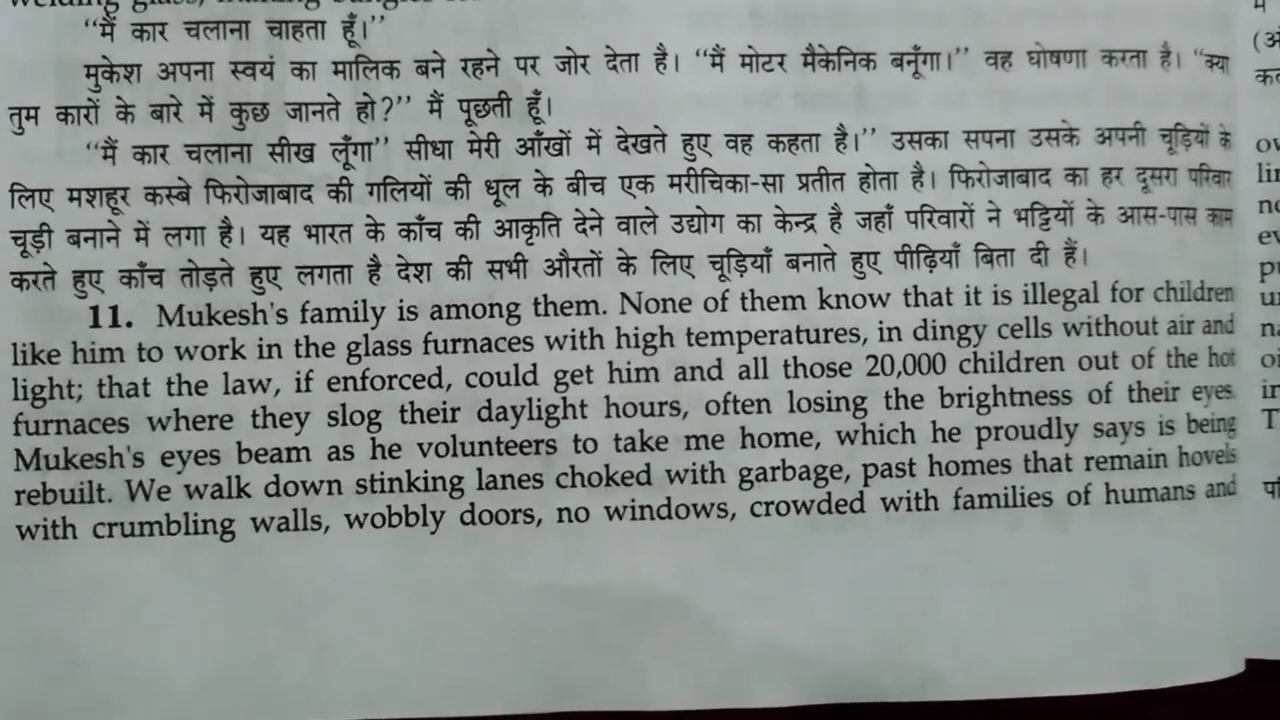 "मैं कार चलाना चाहता हूँ।"
मुकेश अपना स्वयं का मालिक बने रहने पर जोर देता है। "मैं मोटर मैकेनिक बनूँगा।" वह घोषणा करता है। "क्या
तुम कारों के बारे में कुछ जानते हो?" मैं पूछती हूँ।
"मैं कार चलाना सीख लूँगा" सीधा मेरी आँखों में देखते हुए वह कहता है।" उसका सपना उसके अपनी चूड़ियों के
लिए मशहूर कस्बे फिरोजाबाद की गलियों की धूल के बीच एक मरीचिका-सा प्रतीत होता है। फिरोजाबाद का हर दूसरा परिवार
चूड़ी बनाने में लगा है। यह भारत के काँच की आकृति देने वाले उद्योग का केन्द्र है जहाँ परिवारों ने भट्टियों के आस-पास काम
करते हुए काँच तोड़ते हुए लगता है देश की सभी औरतों के लिए चूड़ियाँ बनाते हुए पीढ़ियाँ बिता दी हैं।
11. Mukesh's family is among them. None of them know that it is illegal for children
like him to work in the glass furnaces with high temperatures, in dingy cells without air and
light; that the law, if enforced, could get him and all those 20,000 children out of the hot
furnaces where they slog their daylight hours, often losing the brightness of their eyes.
Mukesh's eyes beam as he volunteers to take me home, which he proudly says is being
rebuilt. We walk down stinking lanes choked with garbage, past homes that remain hovels
with crumbling walls, wobbly doors, no windows, crowded with families of humans and